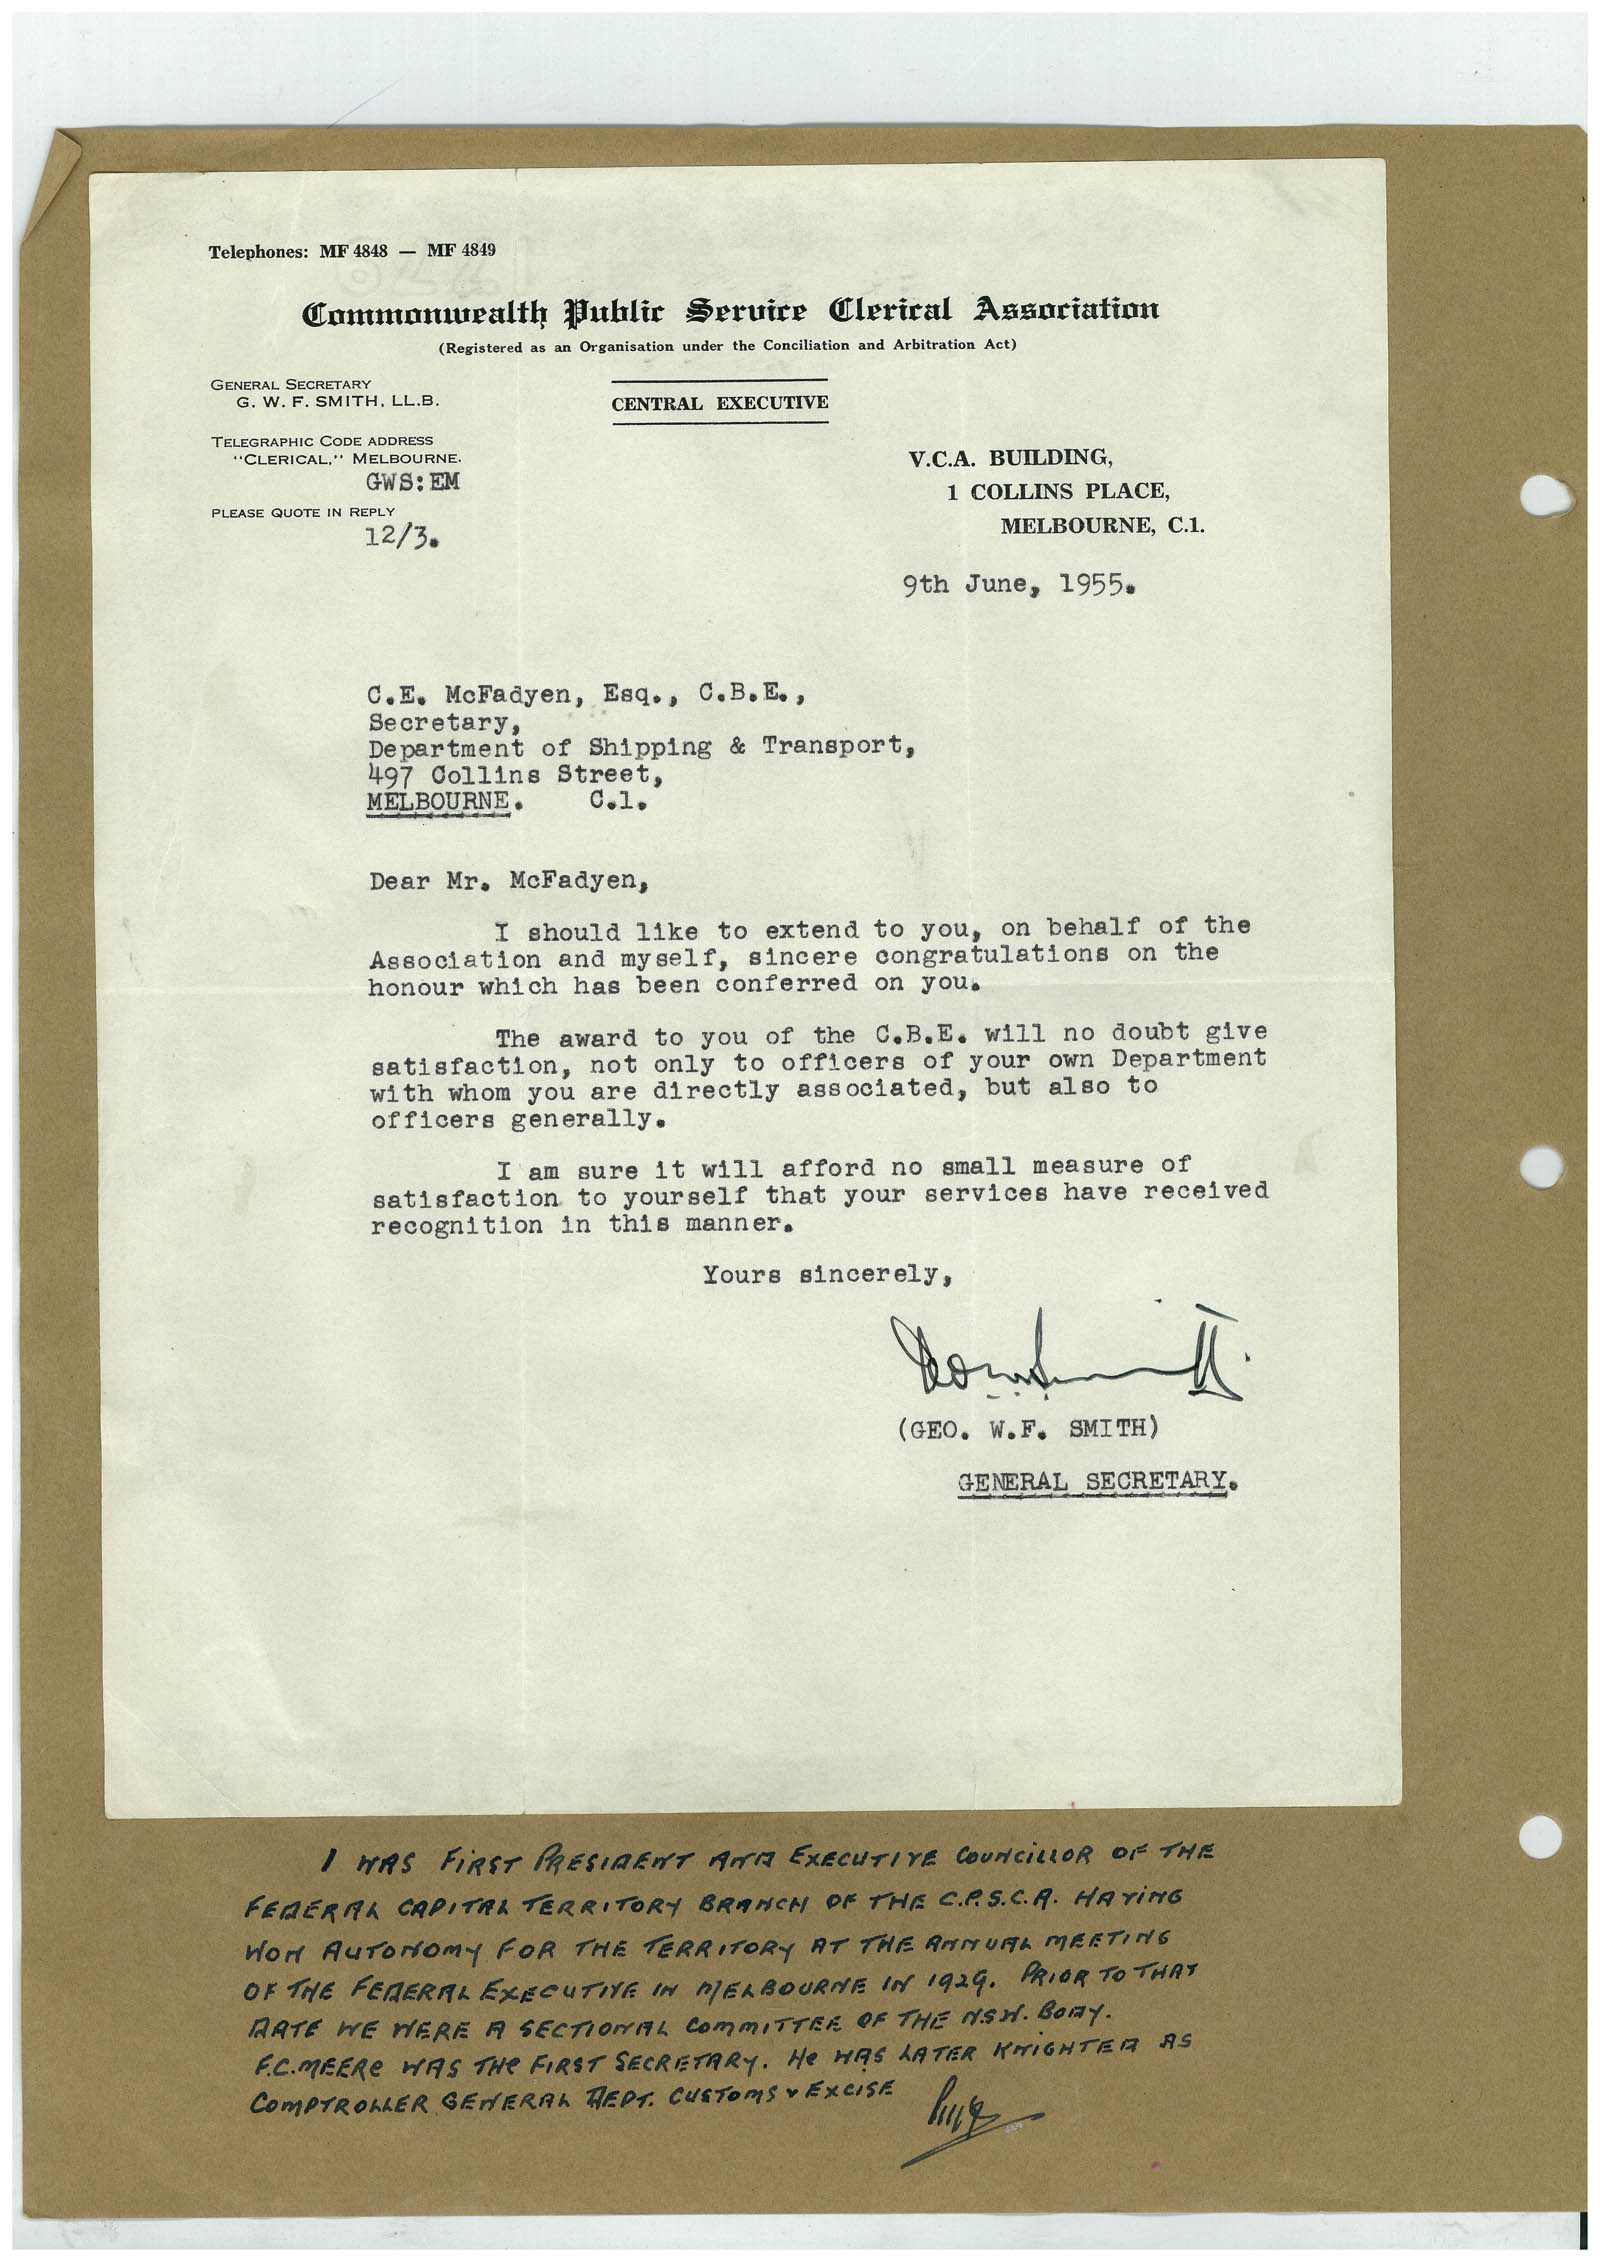 Telephones: MF 4848 — MF 4849
Commonwealth Public Service Clerical Association
(Registered as an Organisation under the Conciliation and Arbitration Act)
GENERAL SECRETARY
G. W. F. SMITH, LL.B.
CENTRAL EXECUTIVE
TELEGRAPHIC CODE ADDRESS
"CLERICAL," MELBOURNE.
GWS:EM
PLEASE QUOTE IN REPLY
12/3.
V.C.A. BUILDING,
1 COLLINS PLACE,
MELBOURNE, C.1.
9th June, 1955.
C.E. McFadyen, Esq., C.B.E.,
Secretary,
Department of Shipping & Transport,
497 Collins Street,
MELBOURNE. C.1.
Dear Mr. McFadyen,
I should like to extend to you, on behalf of the
Association and myself, sincere congratulations on the
honour which has been conferred on you.
The award to you of the C.B.E. will no doubt give
satisfaction, not only to officers of your own Department
with whom you are directly associated, but also to
officers generally.
I am sure it will afford no small measure of
satisfaction to yourself that your services have received
recognition in this manner.
Yours sincerely,
(GEO. W.F. SMITH)
GENERAL SECRETARY.
I WAS FIRST PRESIDENT AND EXECUTIVE COUNCILLOR OF THE
FEDERAL CAPITAL TERRITORY BRANCH OF THE C.P.S.C.A. HAVING
WON AUTONOMY FOR THE TERRITORY AT THE ANNUAL MEETING
OF THE FEDERAL EXECUTIVE IN MELBOURNE IN 1929. PRIOR TO THAT
DATE WE WERE A SECTIONAL COMMITTEE OF THE N.S.W. BODY.
F.C. MEERE WAS THE FIRST SECRETARY. HE WAS LATER KNIGHTED AS
COMPTROLLER GENERAL DEPT. CUSTOMS & EXCISE